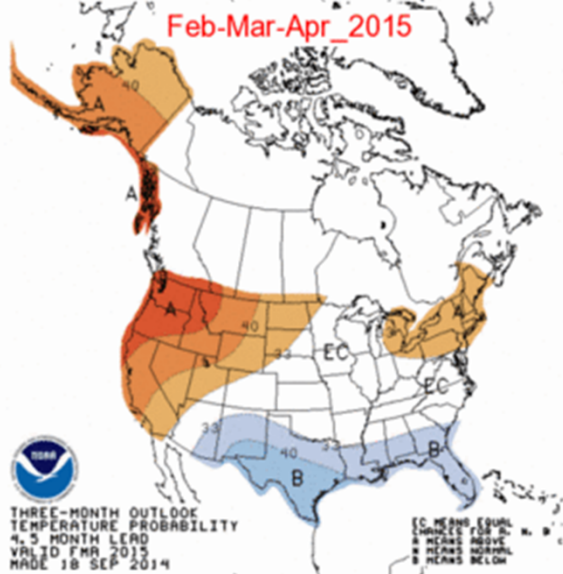 Feb-Mar-Apr_2015
40
A
A
A
40
33
EC
A
EC
33
40
B
B
NOAA
THREE-MONTH OUTLOOK
TEMPERATURE PROBABILITY
4.5 MONTH LEAD
VALID FMA 2015
MADE 18 SEP 2014
EC MEANS EQUAL
CHANCES FOR A, N, B
A MEANS ABOVE
N MEANS NORMAL
B MEANS BELOW